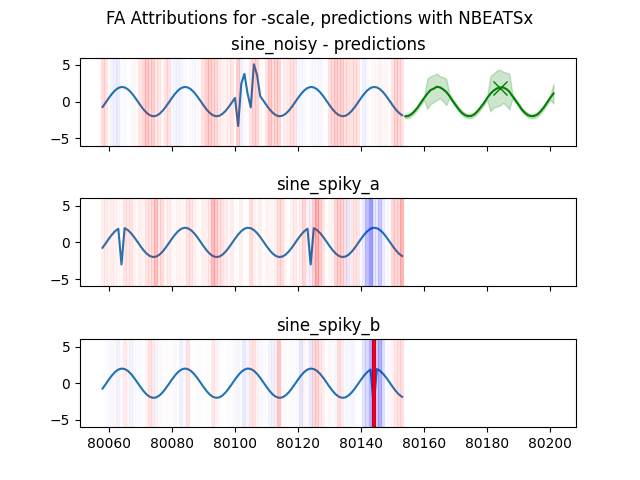 FA Attributions for -scale, predictions with NBEATSx
sine_noisy - predictions
5
0
−5
sine_spiky_a
5
0
−5
sine_spiky_b
5
0
−5
80060 80080 80100 80120 80140 80160 80180 80200